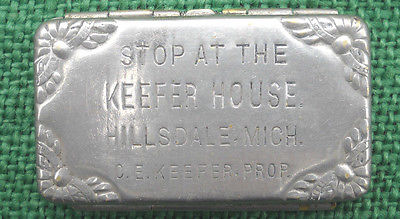 STOP AT THE
KEEFER HOUSE.
HILLSDALE, MICH.
C. E. KEEFER, PROP.